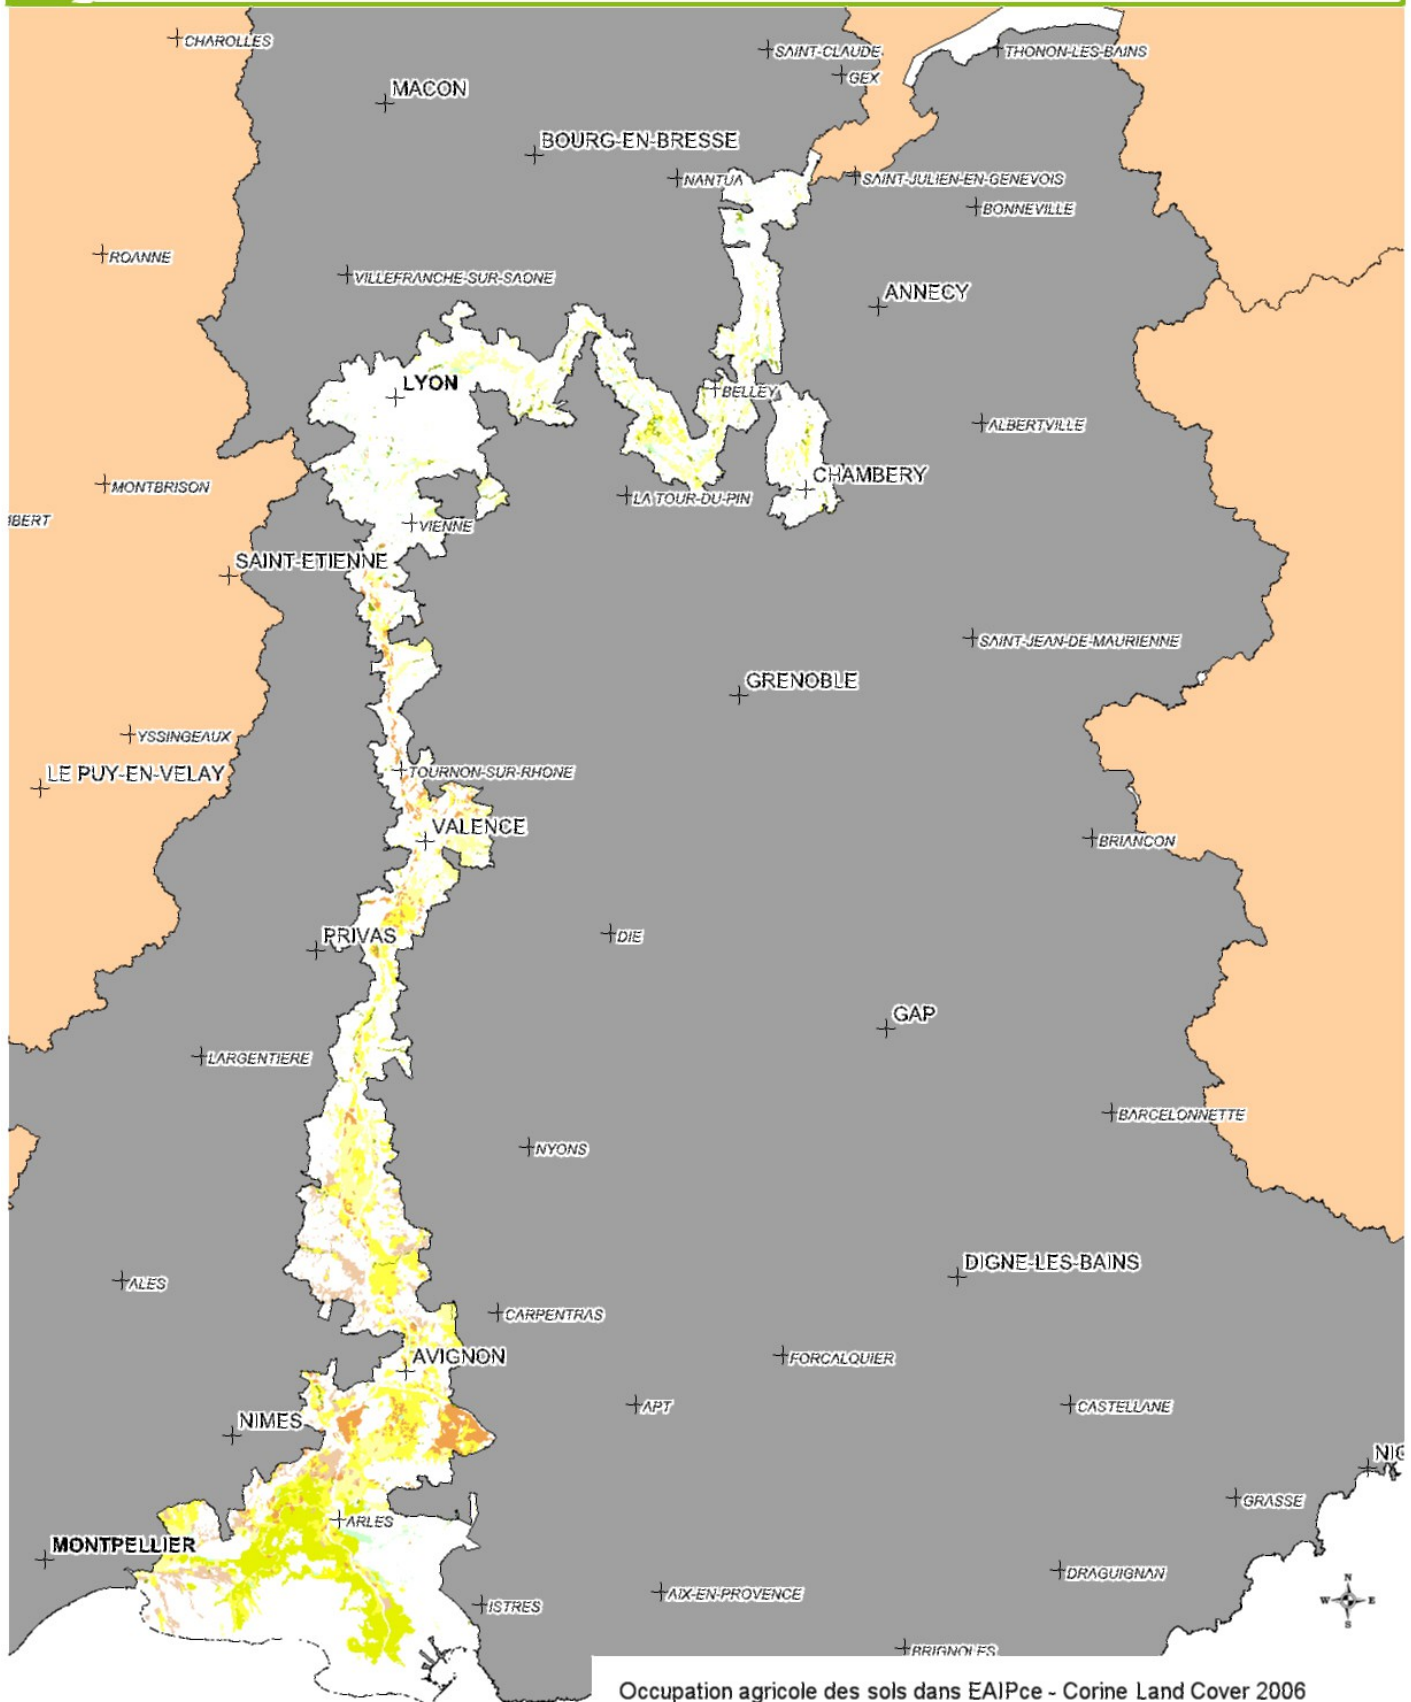 CHAROLLES
SAINT-CLAUDE
THONON-LES-BAINS
GEX
MACON
BOURG-EN-BRESSE
NANTUA
SAINT-JULIEN-EN-GENEVOIS
BONNEVILLE
ROANNE
VILLEFRANCHE-SUR-SAONE
ANNECY
LYON
BELLEY
ALBERTVILLE
CHAMBERY
MONTBRISON
LA TOUR-DU-PIN
IBERT
VIENNE
SAINT-ETIENNE
SAINT-JEAN-DE-MAURIENNE
GRENOBLE
YSSINGEAUX
LE PUY-EN-VELAY
TOURNON-SUR-RHONE
VALENCE
BRIANCON
PRIVAS
DIE
GAP
LARGENTIERE
BARCELONNETTE
NYONS
DIGNE-LES-BAINS
ALES
CARPENTRAS
AVIGNON
FORCALQUIER
APT
CASTELLANE
NIMES
NIC
GRASSE
ARLES
MONTPELLIER
DRAGUIGNAN
AIX-EN-PROVENCE
ISTRES
N
W E
S
BRIGNOLES
Occupation agricole des sols dans EAIPce - Corine Land Cover 2006